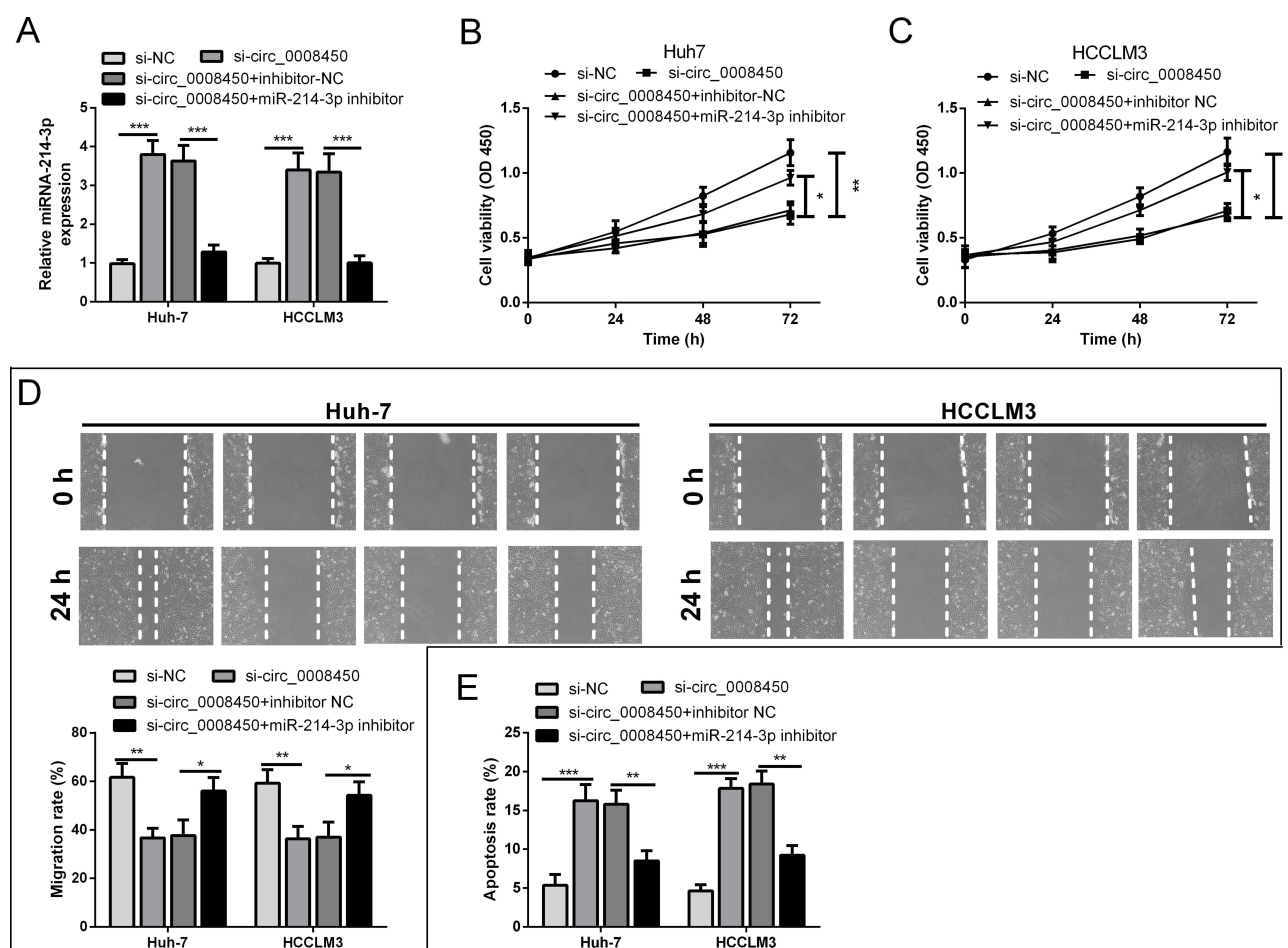 A
si-NC si-circ_0008450
si-circ_0008450+inhibitor-NC
si-circ_0008450+miR-214-3p inhibitor
Relative miRNA-214-3p
expression
5
4
3
2
1
0
*** *** *** ***
Huh-7 HCCLM3
B
Huh7
si-NC si-circ_0008450
si-circ_0008450+inhibitor-NC
si-circ_0008450+miR-214-3p inhibitor
Cell viability (OD 450)
1.5
1.0
0.5
0.0
* **
0 24 48 72
Time (h)
C
HCCLM3
si-NC si-circ_0008450
si-circ_0008450+inhibitor NC
si-circ_0008450+miR-214-3p inhibitor
Cell viability (OD 450)
1.5
1.0
0.5
0.0
*
0 24 48 72
Time (h)
D
Huh-7 HCCLM3
0 h 0 h
24 h 24 h
si-NC si-circ_0008450
si-circ_0008450+inhibitor NC
si-circ_0008450+miR-214-3p inhibitor
Migration rate (%)
80
60
40
20
0
** * ** *
Huh-7 HCCLM3
E
si-NC si-circ_0008450
si-circ_0008450+inhibitor NC
si-circ_0008450+miR-214-3p inhibitor
Apoptosis rate (%)
25
20
15
10
5
0
*** ** *** **
Huh-7 HCCLM3